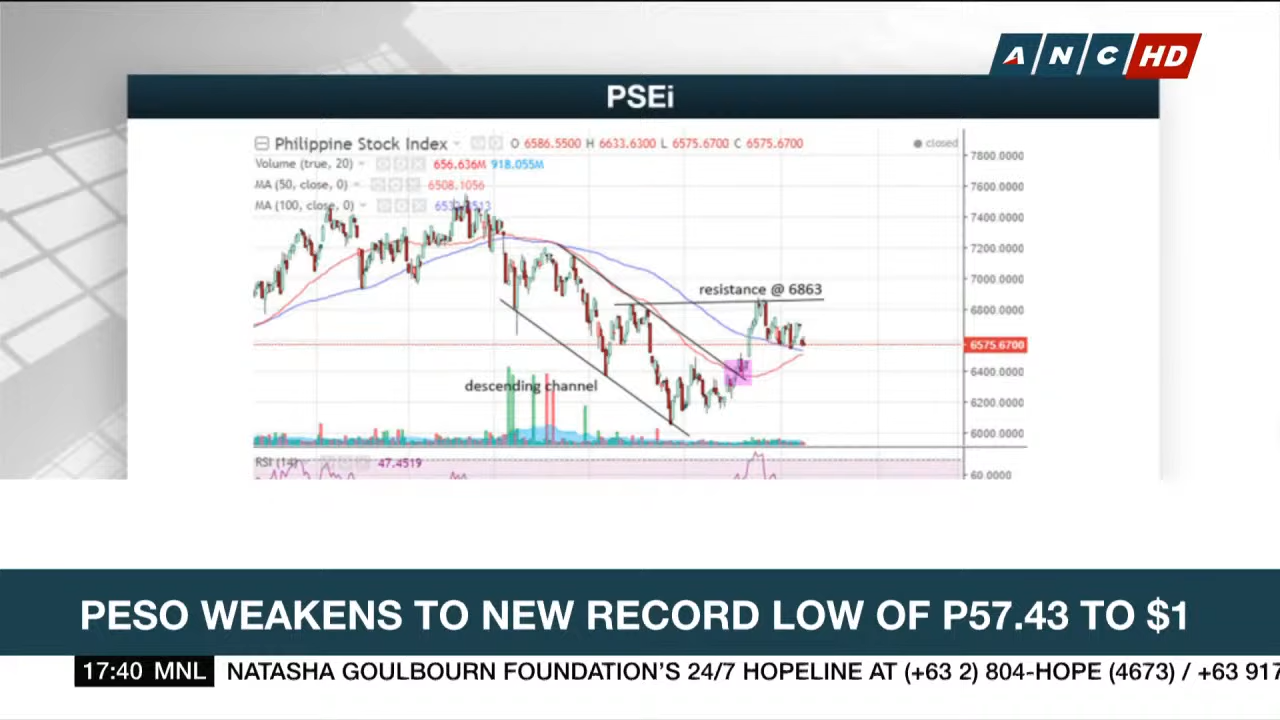 ANC HD
PSEi
Philippine Stock Index O 6586.5500 H 6633.6300 L 6575.6700 C 6575.6700 closed
Volume (true, 20) 656.636M 918.055M
MA (50, close, 0) 6508.1056
MA (100, close, 0)
7800.0000
7600.0000
7400.0000
7200.0000
7000.0000
resistance @ 6863
6800.0000
6575.6700
6400.0000
descending channel
6200.0000
6000.0000
RSI (14) 47.4519
60.0000
PESO WEAKENS TO NEW RECORD LOW OF P57.43 TO $1
17:40 MNL NATASHA GOULBOURN FOUNDATION'S 24/7 HOPELINE AT (+63 2) 804-HOPE (4673) / +63 917